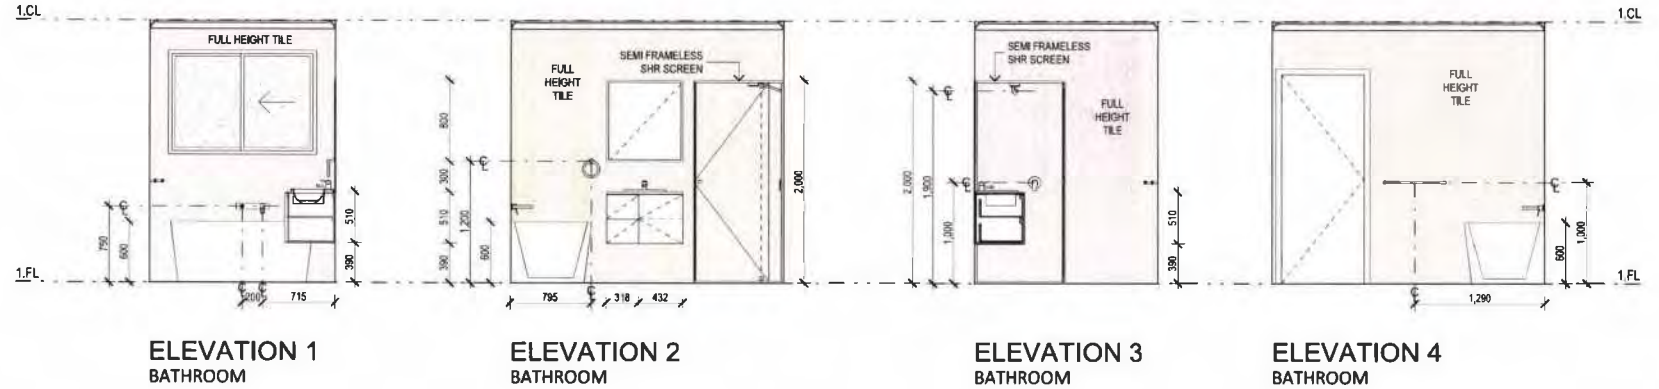 1.CL
FULL HEIGHT TILE
750
600
℄
510
390
200
715
1.FL
ELEVATION 1
BATHROOM
FULL
HEIGHT
TILE
SEMI FRAMELESS
SHR SCREEN
800
300
510
390
1,200
600
℄
2,000
795
℄
318
432
ELEVATION 2
BATHROOM
SEMI FRAMELESS
SHR SCREEN
FULL
HEIGHT
TILE
2,000
1,900
1,000
℄
℄
510
390
ELEVATION 3
BATHROOM
1.CL
FULL
HEIGHT
TILE
℄
600
1,000
℄
1,290
1.FL
ELEVATION 4
BATHROOM